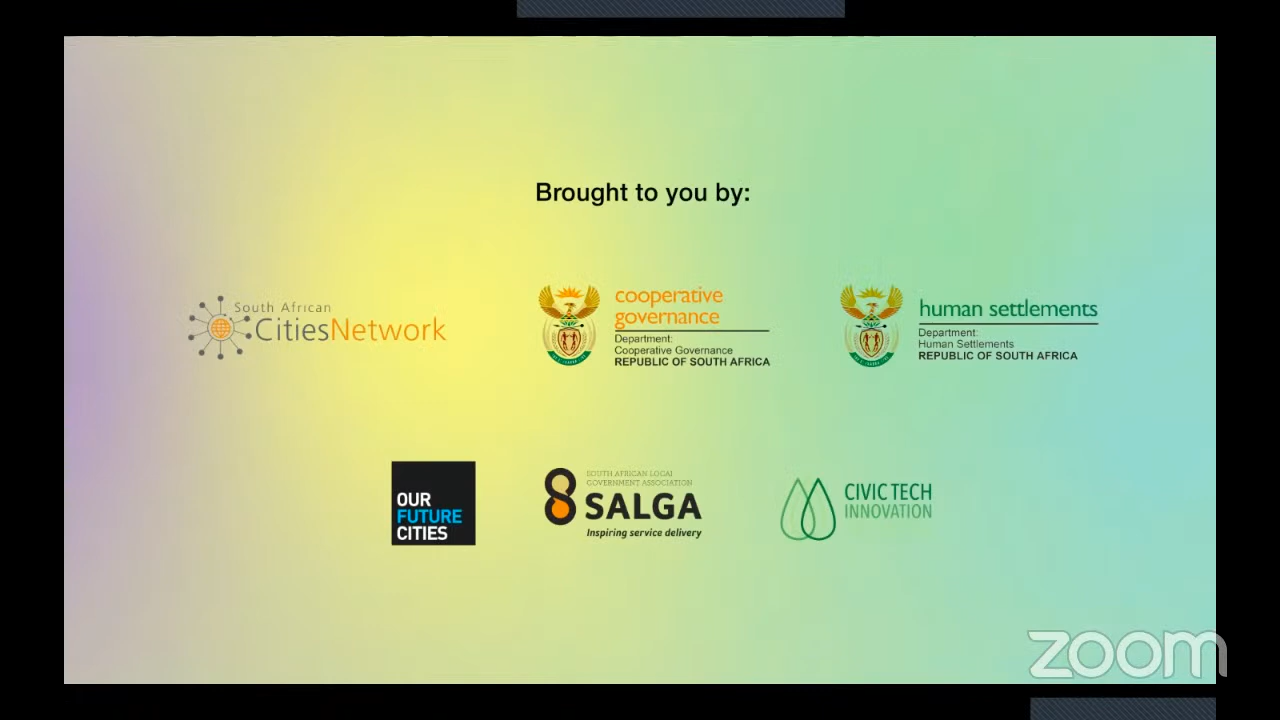 Brought to you by:
South African
CitiesNetwork
cooperative
governance
Department:
Cooperative Governance
REPUBLIC OF SOUTH AFRICA
human settlements
Department:
Human Settlements
REPUBLIC OF SOUTH AFRICA
OUR
FUTURE
CITIES
SOUTH AFRICAN LOCAL
GOVERNMENT ASSOCIATION
SALGA
Inspiring service delivery
CIVIC TECH
INNOVATION
zoom